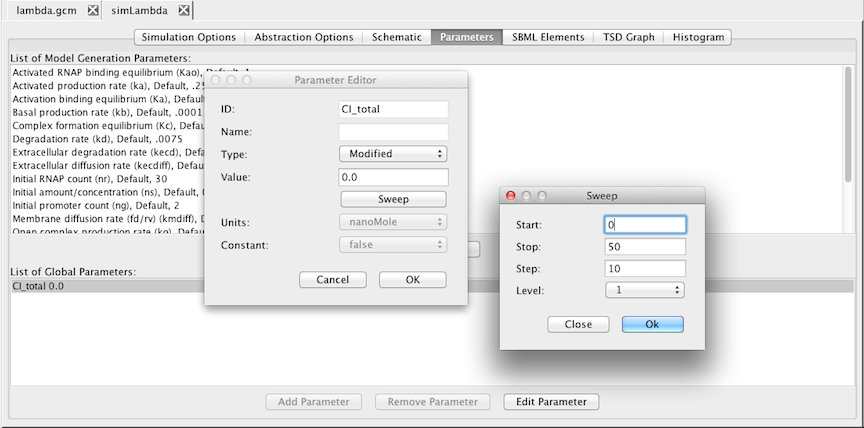 lambda.gcm simLambda
Simulation Options Abstraction Options Schematic Parameters SBML Elements TSD Graph Histogram
List of Model Generation Parameters:
Activated RNAP binding equilibrium (Kao), Default, 1
Activated production rate (ka), Default, .25
Activation binding equilibrium (Ka), Default
Basal production rate (kb), Default, .0001
Complex formation equilibrium (Kc), Default
Degradation rate (kd), Default, .0075
Extracellular degradation rate (kecd), Default
Extracellular diffusion rate (kecdiff), Default
Initial RNAP count (nr), Default, 30
Initial amount/concentration (ns), Default,
Initial promoter count (ng), Default, 2
Membrane diffusion rate (fd/rv) (kmdiff),
Open complex production rate (ko), Default
List of Global Parameters:
CI_total 0.0
Add Parameter Remove Parameter Edit Parameter
Parameter Editor
ID: CI_total
Name:
Type: Modified
Value: 0.0
Sweep
Units: nanoMole
Constant: false
Cancel OK
Sweep
Start: 0
Stop: 50
Step: 10
Level: 1
Close Ok